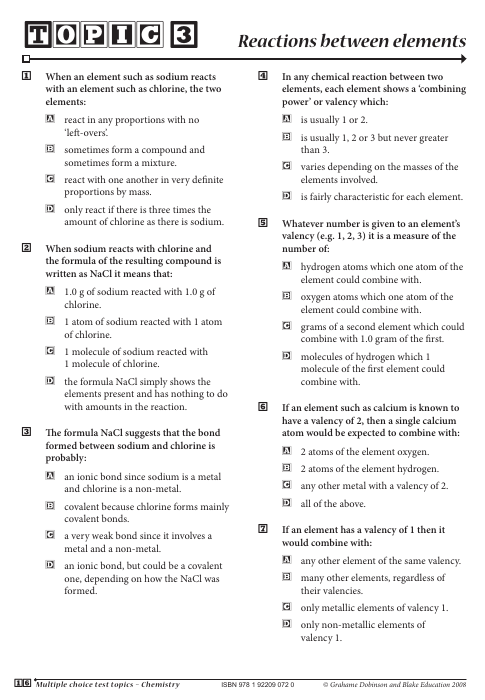 TOPIC 3
Reactions between elements
1 When an element such as sodium reacts
with an element such as chlorine, the two
elements:
A react in any proportions with no
'left-overs'.
B sometimes form a compound and
sometimes form a mixture.
C react with one another in very definite
proportions by mass.
D only react if there is three times the
amount of chlorine as there is sodium.
2 When sodium reacts with chlorine and
the formula of the resulting compound is
written as NaCl it means that:
A 1.0 g of sodium reacted with 1.0 g of
chlorine.
B 1 atom of sodium reacted with 1 atom
of chlorine.
C 1 molecule of sodium reacted with
1 molecule of chlorine.
D the formula NaCl simply shows the
elements present and has nothing to do
with amounts in the reaction.
3 The formula NaCl suggests that the bond
formed between sodium and chlorine is
probably:
A an ionic bond since sodium is a metal
and chlorine is a non-metal.
B covalent because chlorine forms mainly
covalent bonds.
C a very weak bond since it involves a
metal and a non-metal.
D an ionic bond, but could be a covalent
one, depending on how the NaCl was
formed.
4 In any chemical reaction between two
elements, each element shows a 'combining
power' or valency which:
A is usually 1 or 2.
B is usually 1, 2 or 3 but never greater
than 3.
C varies depending on the masses of the
elements involved.
D is fairly characteristic for each element.
5 Whatever number is given to an element's
valency (e.g. 1, 2, 3) it is a measure of the
number of:
A hydrogen atoms which one atom of the
element could combine with.
B oxygen atoms which one atom of the
element could combine with.
C grams of a second element which could
combine with 1.0 gram of the first.
D molecules of hydrogen which 1
molecule of the first element could
combine with.
6 If an element such as calcium is known to
have a valency of 2, then a single calcium
atom would be expected to combine with:
A 2 atoms of the element oxygen.
B 2 atoms of the element hydrogen.
C any other metal with a valency of 2.
D all of the above.
7 If an element has a valency of 1 then it
would combine with:
A any other element of the same valency.
B many other elements, regardless of
their valencies.
C only metallic elements of valency 1.
D only non-metallic elements of
valency 1.
16 Multiple choice test topics – Chemistry ISBN 978 1 92209 072 0 © Grahame Dobinson and Blake Education 2008